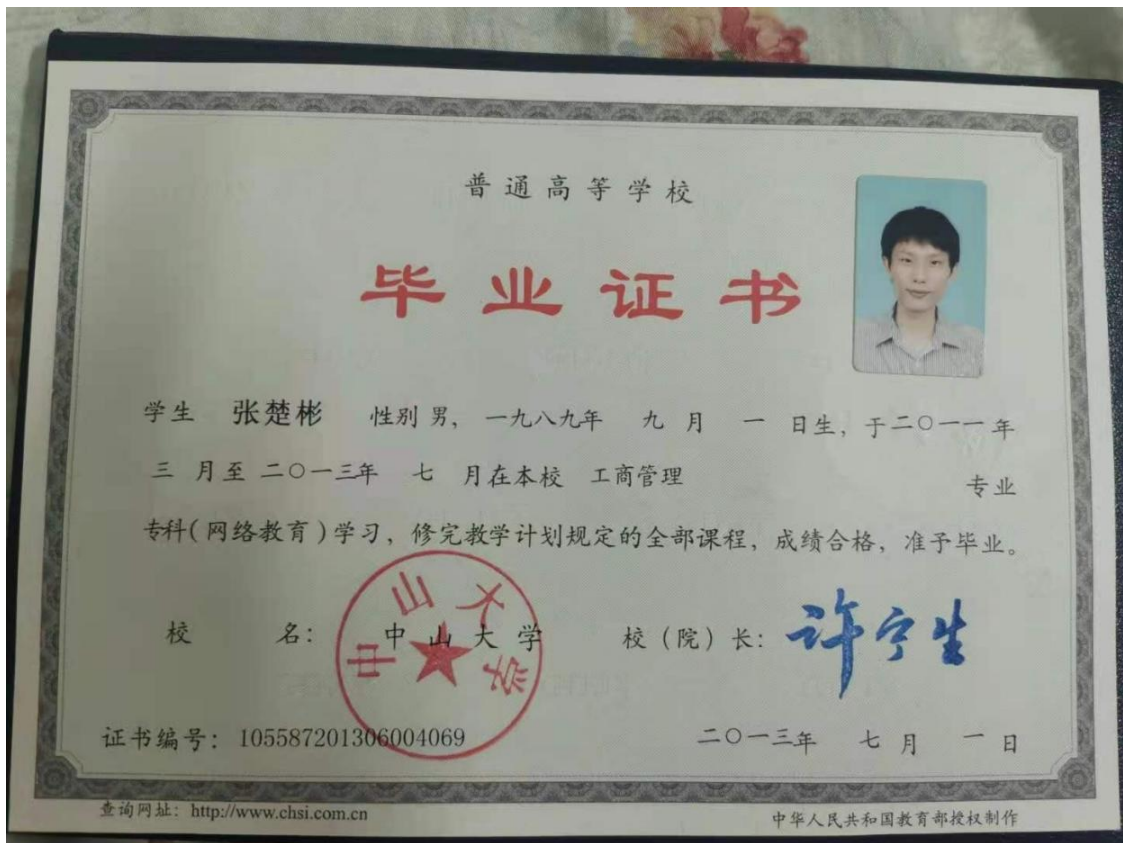 普通高等学校
毕业证书
学生 张楚彬 性别 男, 一九八九年 九 月 一 日生, 于二〇一一年
三 月至 二〇一三年 七 月在本校 工商管理 专业
专科(网络教育)学习, 修完教学计划规定的全部课程, 成绩合格, 准予毕业。
校 名: 中山大学 校(院)长: 许宁生
中山大学
证书编号: 105587201306004069 二〇一三年 七 月 一 日
查询网址: http://www.chsi.com.cn 中华人民共和国教育部授权制作